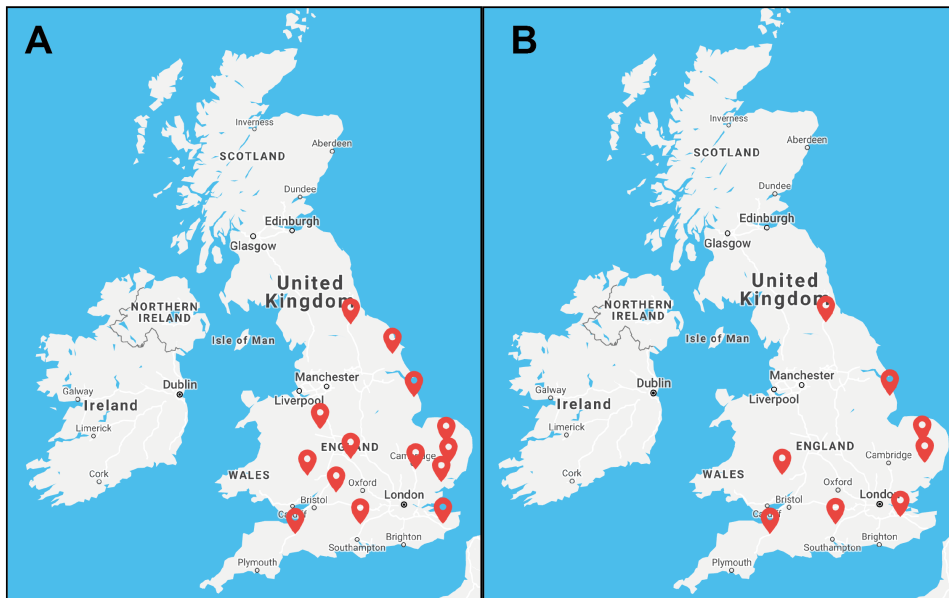 A
Inverness
Aberdeen
SCOTLAND
Dundee
Edinburgh
Glasgow
United
Kingdom
NORTHERN
IRELAND
Isle of Man
Dublin
Manchester
Galway
Liverpool
Ireland
Limerick
ENGLAND
Cork
WALES
Oxford
London
Bristol
Brighton
Southampton
Plymouth
B
Inverness
Aberdeen
SCOTLAND
Dundee
Edinburgh
Glasgow
United
Kingdom
NORTHERN
IRELAND
Isle of Man
Dublin
Manchester
Galway
Liverpool
Ireland
Limerick
ENGLAND
Cambridge
Cork
WALES
Oxford
London
Bristol
Brighton
Southampton
Plymouth